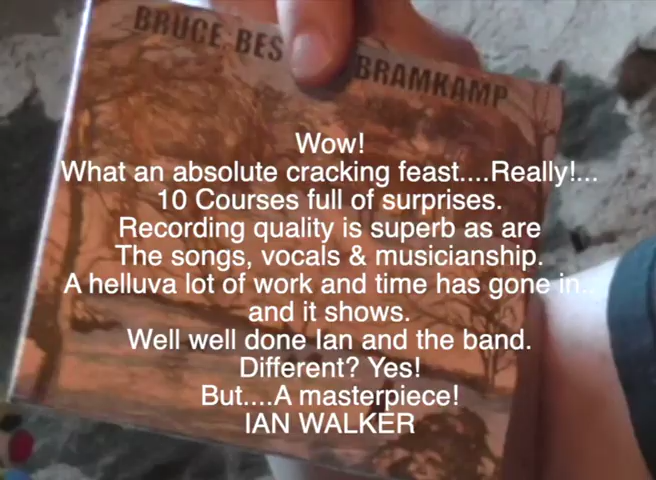 BRUCE BES BRAMKAMP
Wow!
What an absolute cracking feast....Really!...
10 Courses full of surprises.
Recording quality is superb as are
The songs, vocals & musicianship.
A helluva lot of work and time has gone in..
and it shows.
Well well done Ian and the band.
Different? Yes!
But....A masterpiece!
IAN WALKER